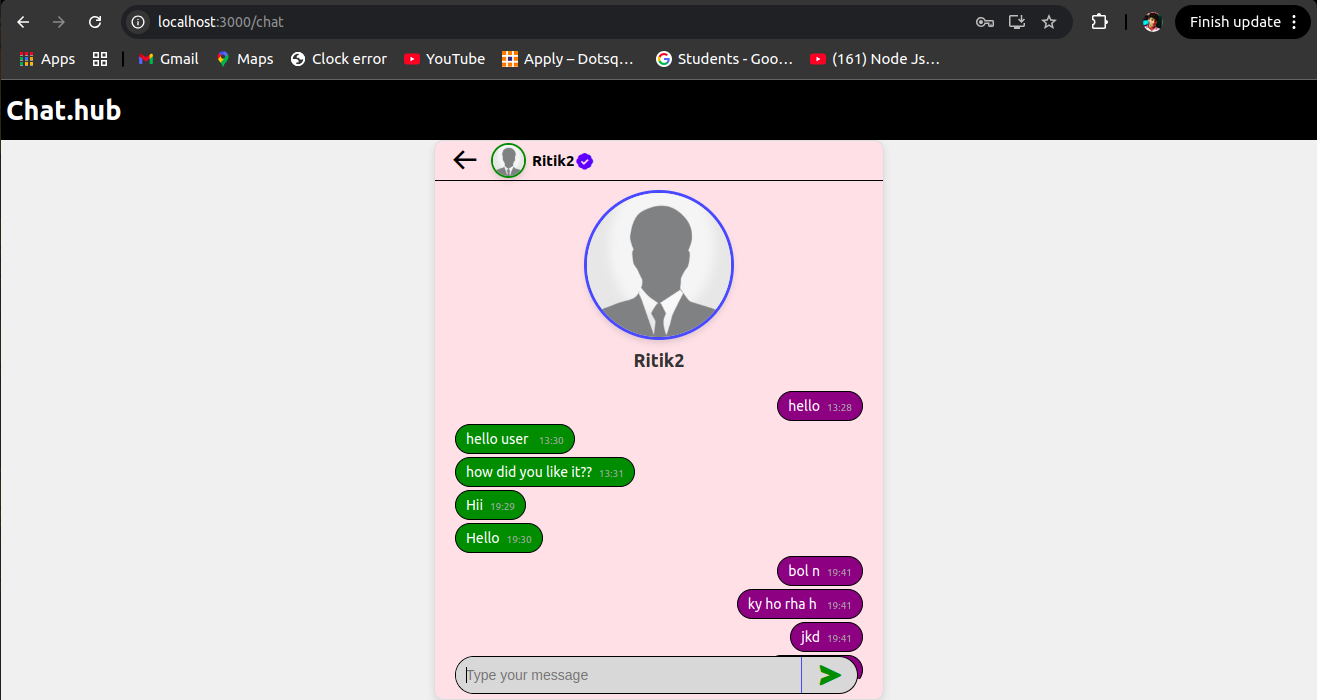 localhost:3000/chat
Finish update
Apps
Gmail
Maps
Clock error
YouTube
Apply – Dotsq...
Students - Goo...
(161) Node Js...
Chat.hub
Ritik2
Ritik2
hello 13:28
hello user 13:30
how did you like it?? 13:31
Hii 19:29
Hello 19:30
bol n 19:41
ky ho rha h 19:41
jkd 19:41
Type your message